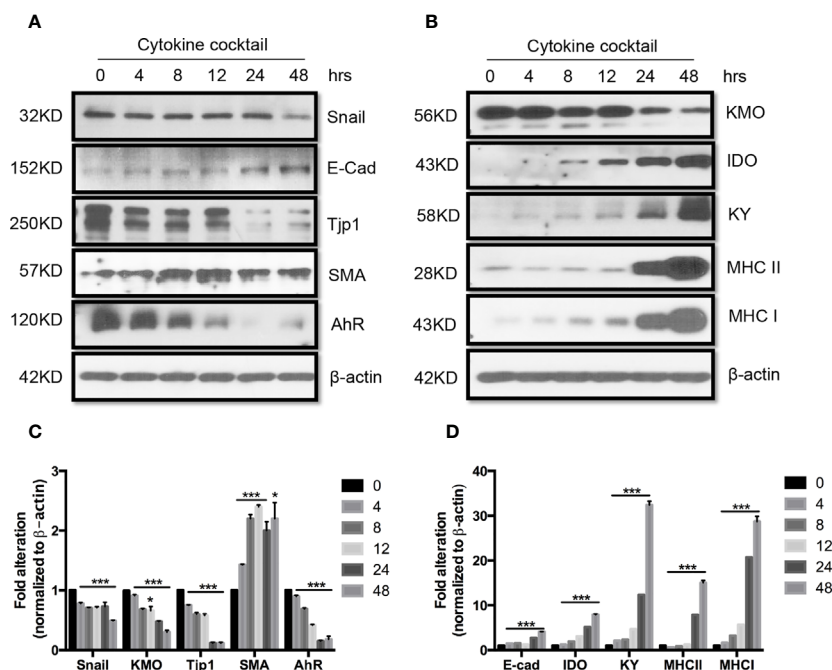 A
Cytokine cocktail
0 4 8 12 24 48 hrs
32KD Snail
152KD E-Cad
250KD Tjp1
57KD SMA
120KD AhR
42KD β-actin
B
Cytokine cocktail
0 4 8 12 24 48 hrs
56KD KMO
43KD IDO
58KD KY
28KD MHC II
43KD MHC I
42KD β-actin
C
Fold alteration
(normalized to β-actin)
3
2
1
0
***
***
*
***
***
*
***
Snail KMO Tjp1 SMA AhR
0
4
8
12
24
48
D
Fold alteration
(normalized to β-actin)
40
30
20
10
0
***
***
***
***
***
E-cad IDO KY MHCII MHCI
0
4
8
12
24
48